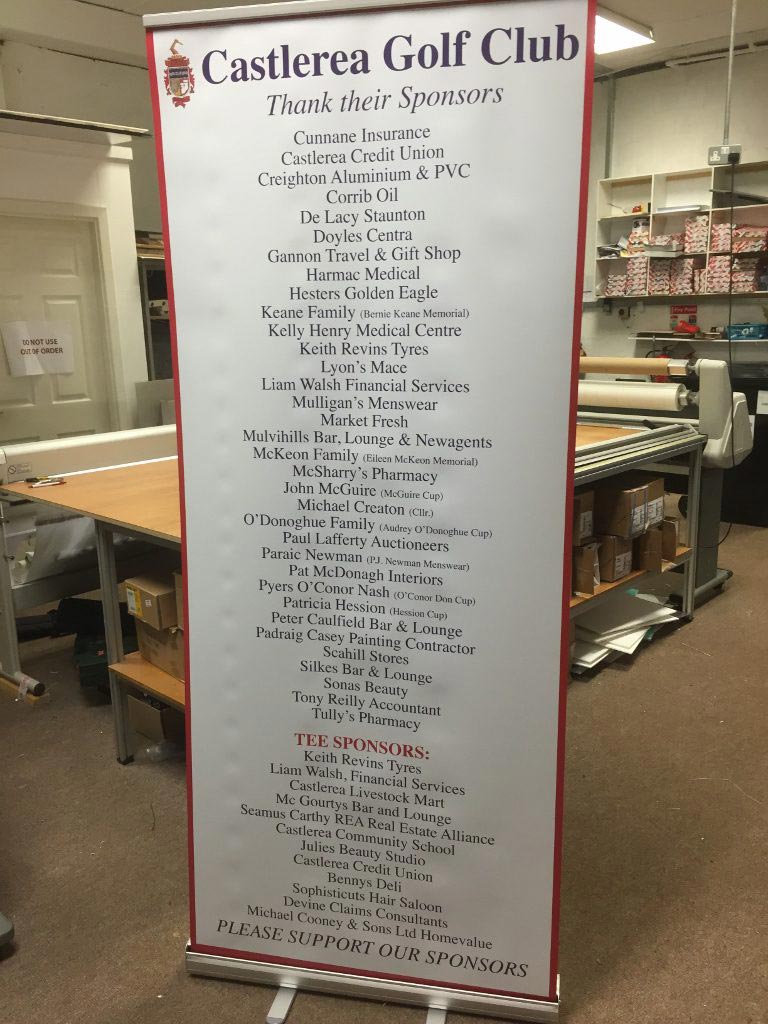 Castlerea Golf Club
Thank their Sponsors
Cunnane Insurance
Castlerea Credit Union
Creighton Aluminium & PVC
Corrib Oil
De Lacy Staunton
Doyles Centra
Gannon Travel & Gift Shop
Harmac Medical
Hesters Golden Eagle
Keane Family (Bernie Keane Memorial)
Kelly Henry Medical Centre
Keith Revins Tyres
Lyon's Mace
Liam Walsh Financial Services
Mulligan's Menswear
Market Fresh
Mulvihills Bar, Lounge & Newagents
McKeon Family (Eileen McKeon Memorial)
McSharry's Pharmacy
John McGuire (McGuire Cup)
Michael Creaton (Cllr.)
O'Donoghue Family (Audrey O'Donoghue Cup)
Paul Lafferty Auctioneers
Paraic Newman (P.J. Newman Menswear)
Pat McDonagh Interiors
Pyers O'Conor Nash (O'Conor Don Cup)
Patricia Hession (Hession Cup)
Peter Caulfield Bar & Lounge
Padraig Casey Painting Contractor
Scahill Stores
Silkes Bar & Lounge
Sonas Beauty
Tony Reilly Accountant
Tully's Pharmacy
TEE SPONSORS:
Keith Revins Tyres
Liam Walsh, Financial Services
Castlerea Livestock Mart
Mc Gourtys Bar and Lounge
Seamus Carthy REA Real Estate Alliance
Castlerea Community School
Julies Beauty Studio
Castlerea Credit Union
Bennys Deli
Sophisticuts Hair Saloon
Devine Claims Consultants
Michael Cooney & Sons Ltd Homevalue
PLEASE SUPPORT OUR SPONSORS
DO NOT USE
OUT OF ORDER